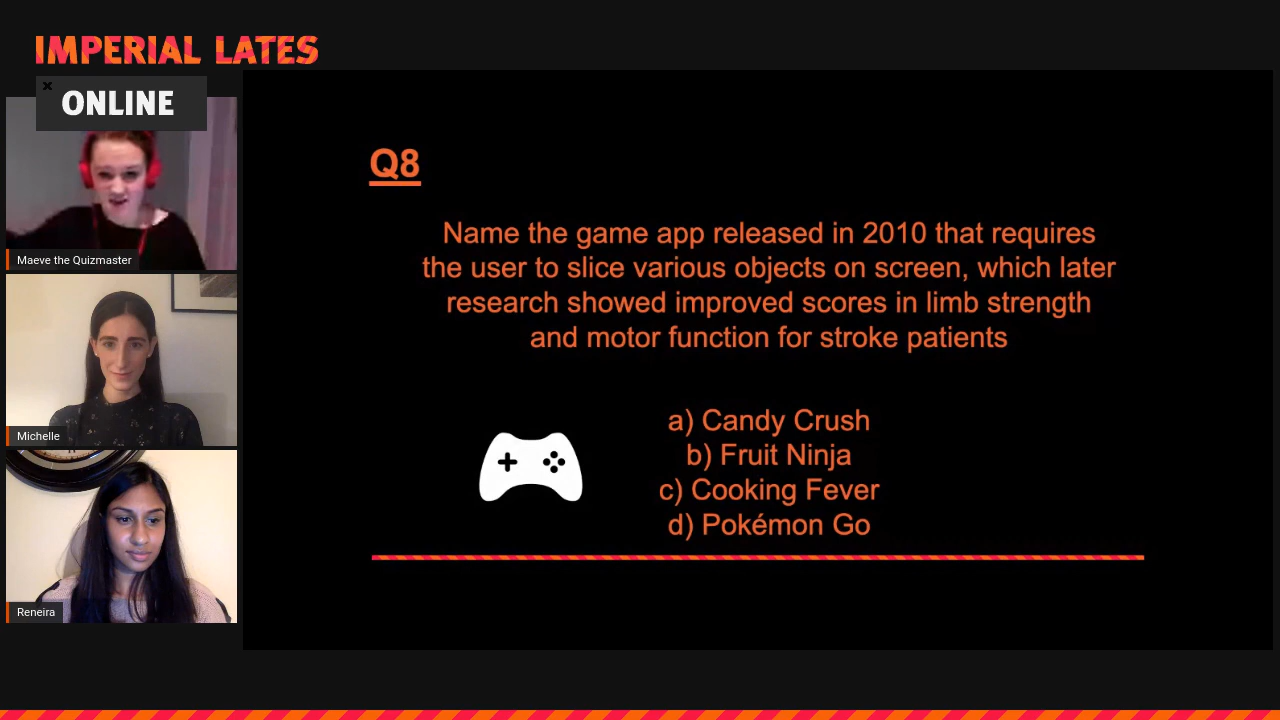 IMPERIAL LATES
ONLINE
Maeve the Quizmaster
Michelle
Reneira
Q8
Name the game app released in 2010 that requires
the user to slice various objects on screen, which later
research showed improved scores in limb strength
and motor function for stroke patients
a) Candy Crush
b) Fruit Ninja
c) Cooking Fever
d) Pokémon Go